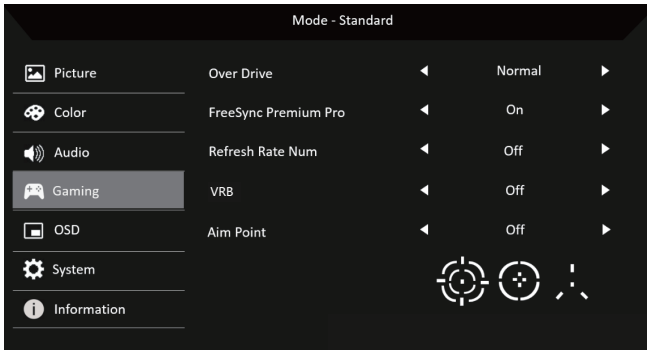 Mode - Standard
Picture
Over Drive Normal
Color
FreeSync Premium Pro On
Audio
Refresh Rate Num Off
Gaming
VRB Off
OSD
Aim Point Off
System
Information